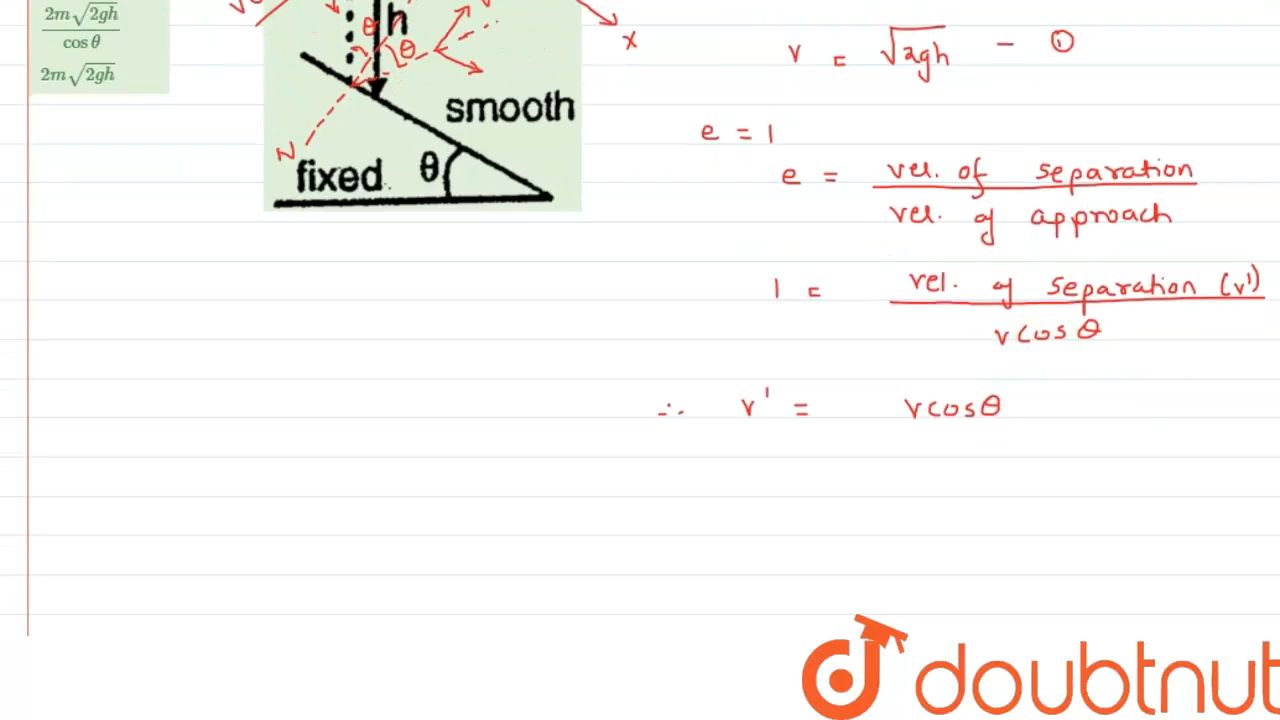 2m√2gh
cos θ
2m√2gh
θ
h
θ
N
smooth
fixed
θ
x
v = √2gh - ①
e = 1
e = vel. of separation
vel. of approach
1 = vel. of separation (v')
v cos θ
∴ v' = v cos θ
doubtnut